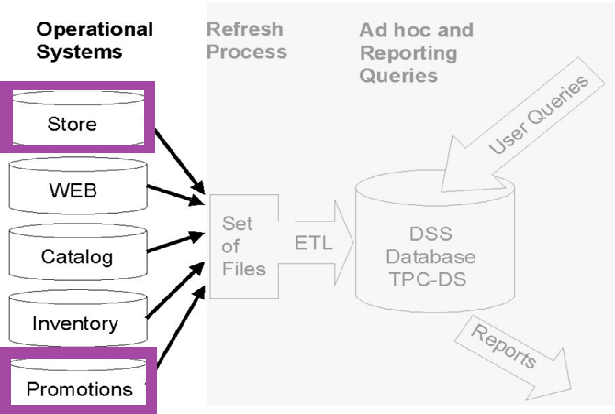 Operational
Systems
Refresh
Process
Ad hoc and
Reporting
Queries
Store
WEB
Catalog
Inventory
Promotions
Set
of
Files
ETL
DSS
Database
TPC-DS
User Queries
Reports